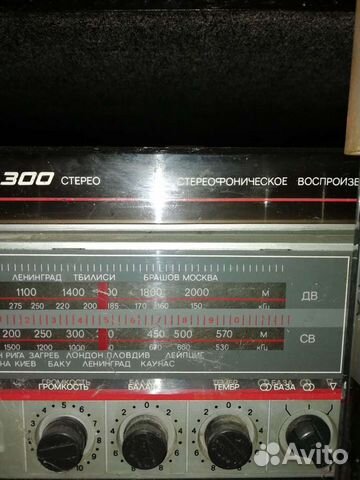 300 СТЕРЕО СТЕРЕОФОНИЧЕСКОЕ ВОСПРОИЗВЕ
ЛЕНИНГРАД ТБИЛИСИ БРАШОВ МОСКВА
1100 1400 1800 2000 М ДВ
275 250 220 200 185 170 160 150 кГц
200 250 300 450 500 570 М СВ
1500 1200 1000 670 600 530 кГц
РИГА ЗАГРЕБ ЛОНДОН ПЛОВДИВ ЛЕЙПЦИГ
КИЕВ БАКУ ЛЕНИНГРАД КАУНАС
ГРОМКОСТЬ БАЛАНС ТЕМБР БАЗА
Avito